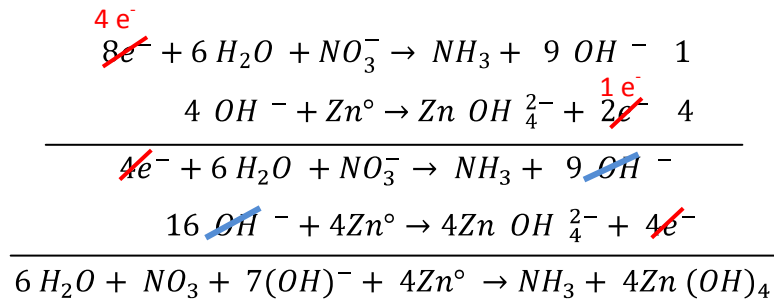 4 e⁻
8e⁻ + 6 H₂O + NO₃⁻ → NH₃ + 9 OH ⁻ 1
1 e⁻
4 OH ⁻ + Zn° → Zn OH ₄²⁻ + 2e⁻ 4
4e⁻ + 6 H₂O + NO₃⁻ → NH₃ + 9 OH ⁻
16 OH ⁻ + 4Zn° → 4Zn OH ₄²⁻ + 4e⁻
6 H₂O + NO₃ + 7(OH)⁻ + 4Zn° → NH₃ + 4Zn (OH)₄